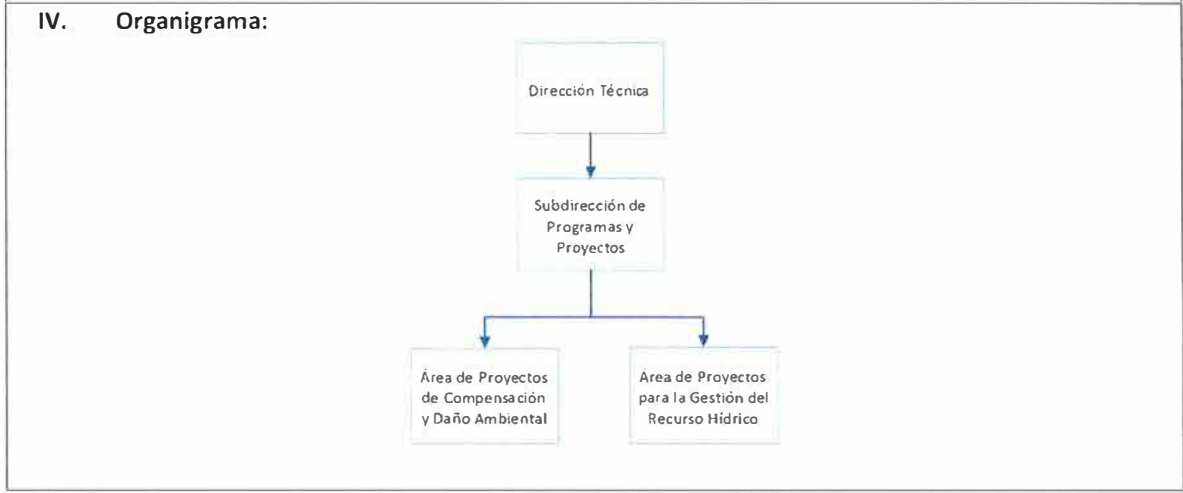 IV. Organigrama:
Dirección Técnica
Subdirección de
Programas y
Proyectos
Área de Proyectos
de Compensación
y Daño Ambiental
Área de Proyectos
para la Gestión del
Recurso Hídrico